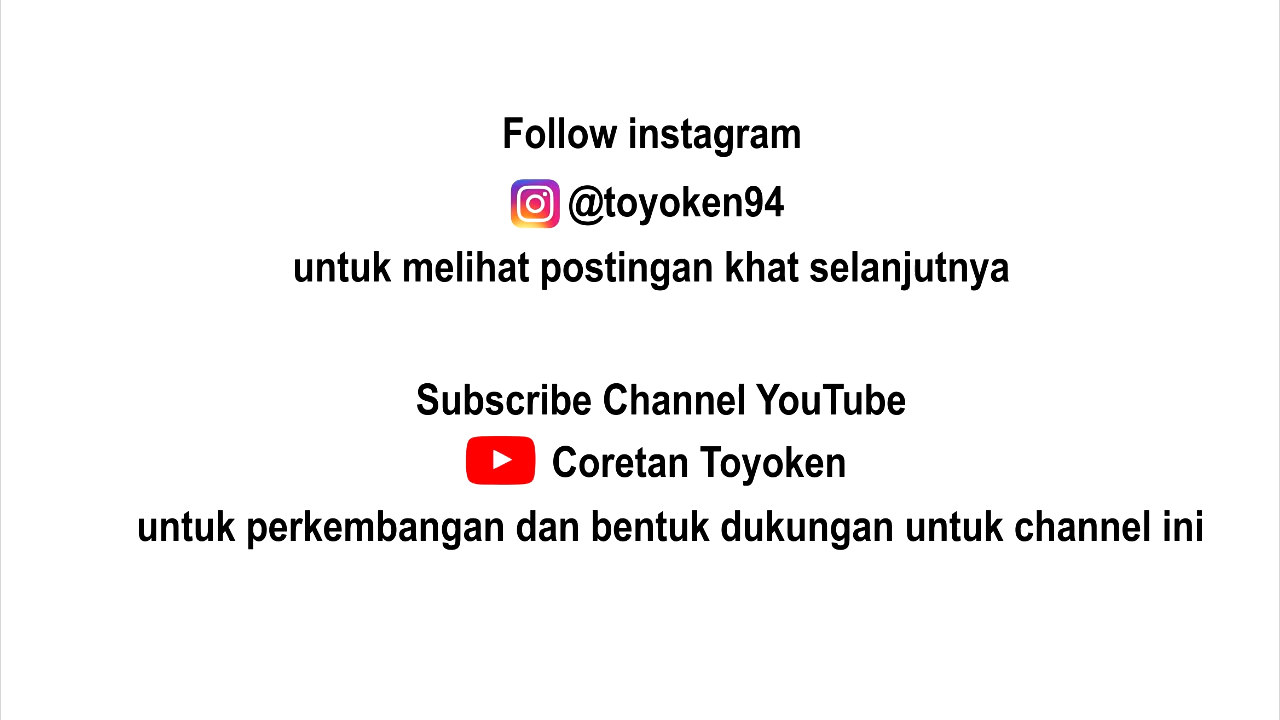 Follow instagram
@toyoken94
untuk melihat postingan khat selanjutnya
Subscribe Channel YouTube
Coretan Toyoken
untuk perkembangan dan bentuk dukungan untuk channel ini